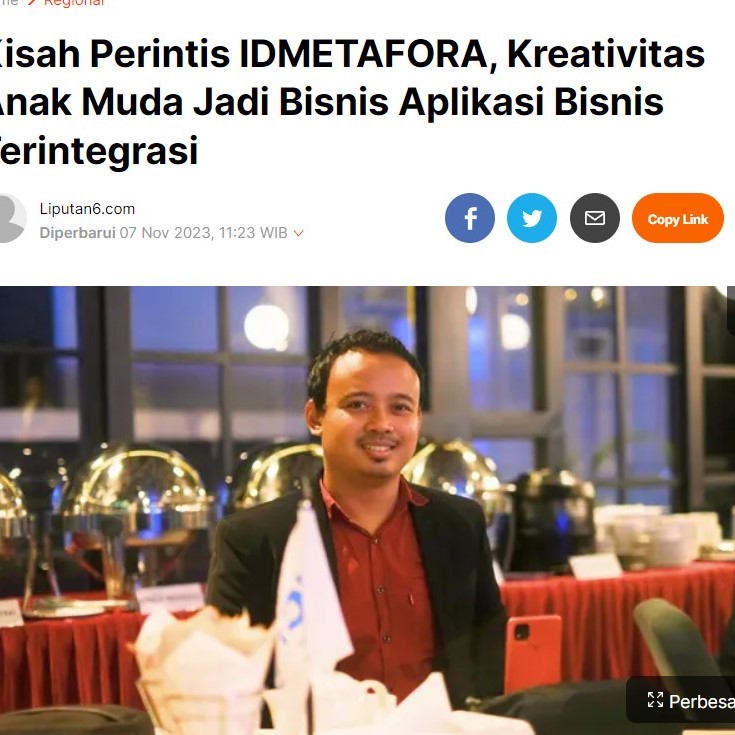 me > Regional
Kisah Perintis IDMETAFORA, Kreativitas
Anak Muda Jadi Bisnis Aplikasi Bisnis
Terintegrasi
Liputan6.com
Diperbarui 07 Nov 2023, 11:23 WIB
Copy Link
Perbesa